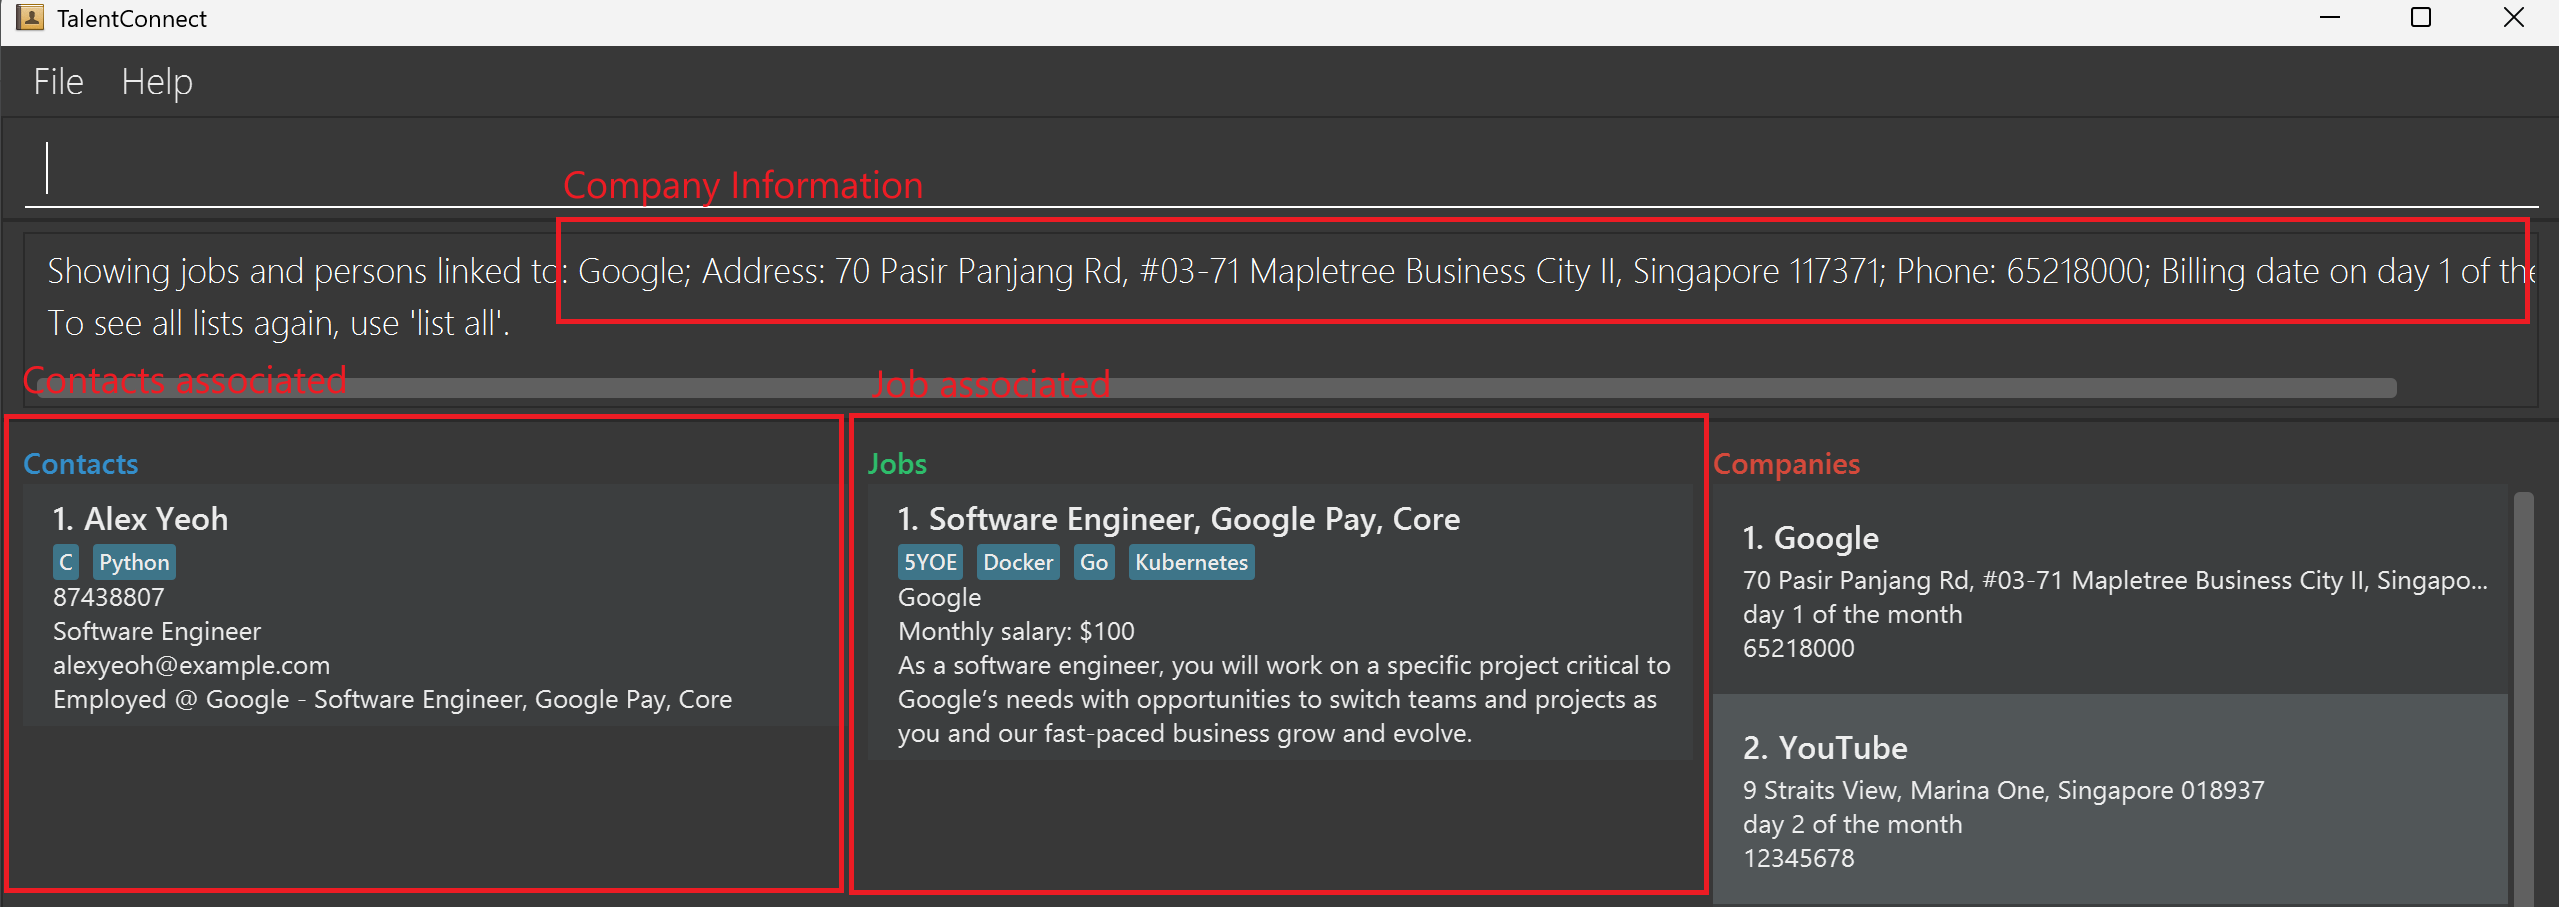 TalentConnect
File Help
Company Information
Showing jobs and persons linked to: Google; Address: 70 Pasir Panjang Rd, #03-71 Mapletree Business City II, Singapore 117371; Phone: 65218000; Billing date on day 1 of the
To see all lists again, use 'list all'.
Contacts associated
Job associated
Contacts
1. Alex Yeoh
C Python
87438807
Software Engineer
alexyeoh@example.com
Employed @ Google - Software Engineer, Google Pay, Core
Jobs
1. Software Engineer, Google Pay, Core
5YOE Docker Go Kubernetes
Google
Monthly salary: $100
As a software engineer, you will work on a specific project critical to
Google’s needs with opportunities to switch teams and projects as
you and our fast-paced business grow and evolve.
Companies
1. Google
70 Pasir Panjang Rd, #03-71 Mapletree Business City II, Singapo...
day 1 of the month
65218000
2. YouTube
9 Straits View, Marina One, Singapore 018937
day 2 of the month
12345678